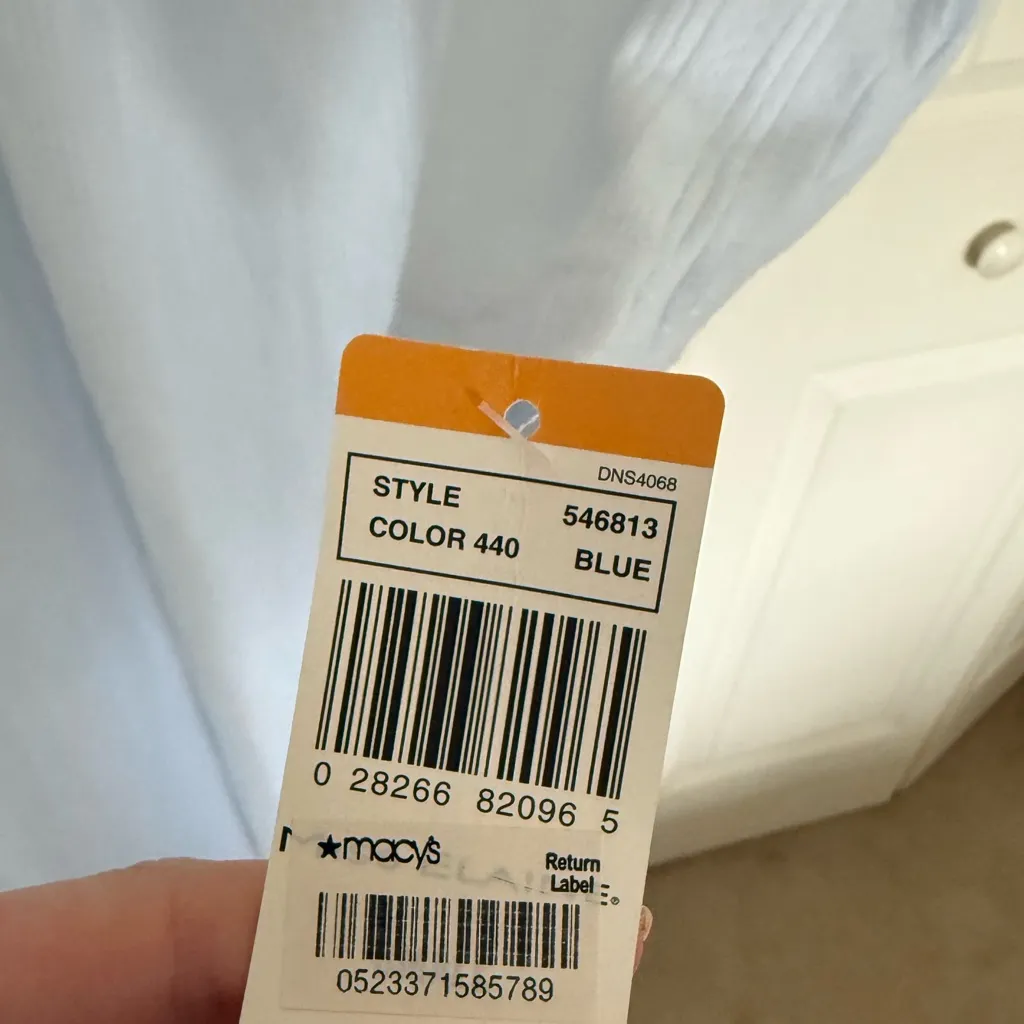 DNS4068
STYLE 546813
COLOR 440 BLUE
0 28266 82096 5
★macy's Return
Label
®
0523371585789